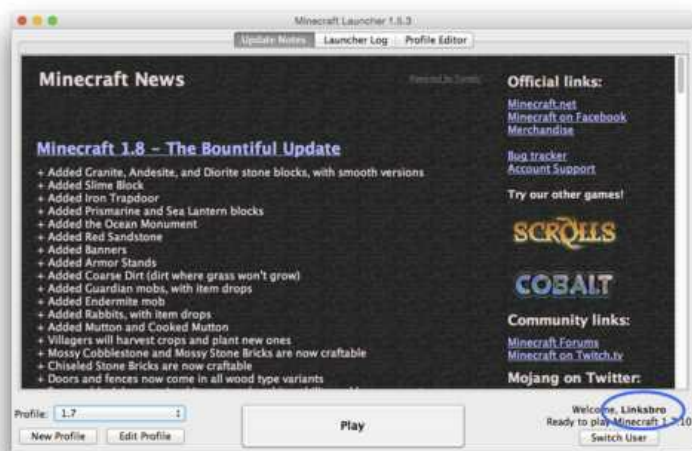 Minecraft Launcher 1.5.3
Update Notes Launcher Log Profile Editor
Minecraft News
Powered by Tumblr
Minecraft 1.8 – The Bountiful Update
+ Added Granite, Andesite, and Diorite stone blocks, with smooth versions
+ Added Slime Block
+ Added Iron Trapdoor
+ Added Prismarine and Sea Lantern blocks
+ Added the Ocean Monument
+ Added Red Sandstone
+ Added Banners
+ Added Armor Stands
+ Added Coarse Dirt (dirt where grass won't grow)
+ Added Guardian mobs, with item drops
+ Added Endermite mob
+ Added Rabbits, with item drops
+ Added Mutton and Cooked Mutton
+ Villagers will harvest crops and plant new ones
+ Mossy Cobblestone and Mossy Stone Bricks are now craftable
+ Chiseled Stone Bricks are now craftable
+ Doors and fences now come in all wood type variants
Official links:
Minecraft.net
Minecraft on Facebook
Merchandise
Bug tracker
Account Support
Try our other games!
SCROLLS
COBALT
Community links:
Minecraft Forums
Minecraft on Twitch.tv
Mojang on Twitter:
Profile: 1.7
New Profile Edit Profile
Play
Welcome, Linksbro
Ready to play Minecraft 1.7.10
Switch User